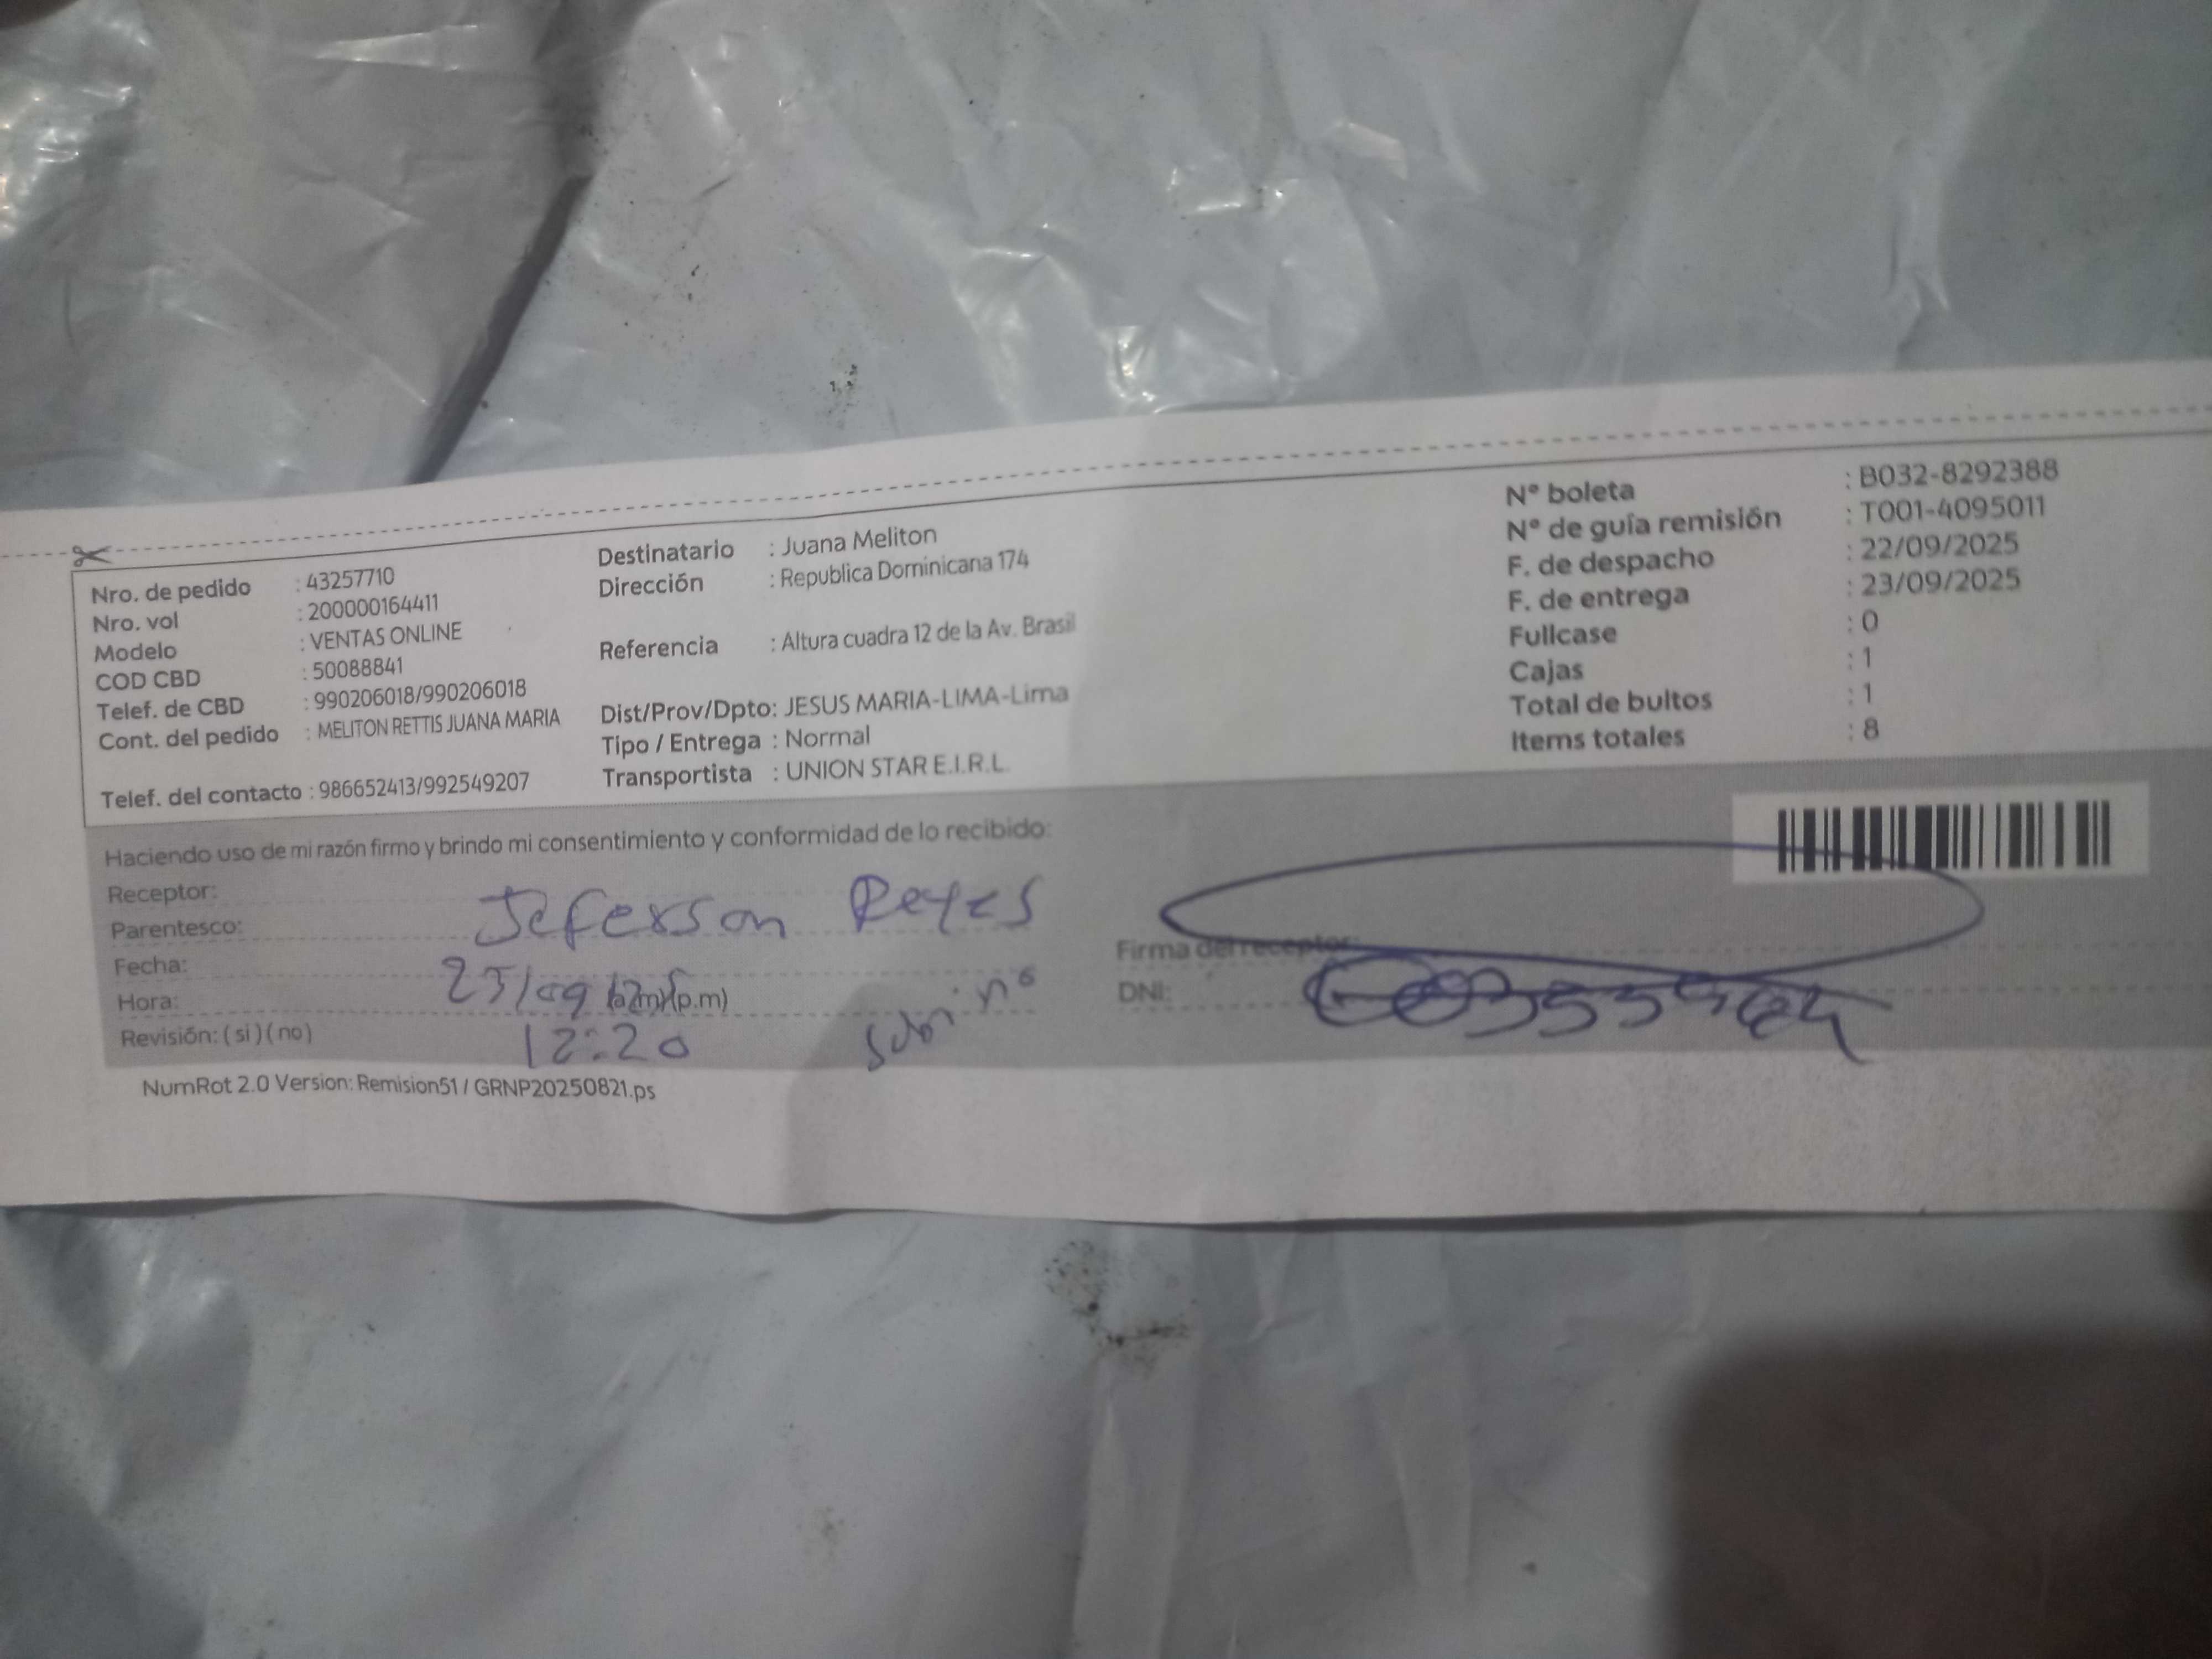 Nro. de pedido : 43257710
Nro. vol : 200000164411
Modelo : VENTAS ONLINE
COD CBD : 50088841
Telef. de CBD : 990206018/990206018
Cont. del pedido : MELITON RETTIS JUANA MARIA
Telef. del contacto : 986652413/992549207
Destinatario : Juana Meliton
Dirección : Republica Dominicana 174
Referencia : Altura cuadra 12 de la Av. Brasil
Dist/Prov/Dpto: JESUS MARIA-LIMA-Lima
Tipo / Entrega : Normal
Transportista : UNION STAR E.I.R.L.
N° boleta : B032-8292388
N° de guía remisión : T001-4095011
F. de despacho : 22/09/2025
F. de entrega : 23/09/2025
Fullcase : 0
Cajas : 1
Total de bultos : 1
Items totales : 8
Haciendo uso de mi razón firmo y brindo mi consentimiento y conformidad de lo recibido:
Receptor:
Parentesco: Jefersson Reyes
Fecha:
Hora: (p.m)
Revisión: ( si ) ( no ) 12:20
Firma del receptor:
DNI:
NumRot 2.0 Version: Remision51 / GRNP20250821.ps